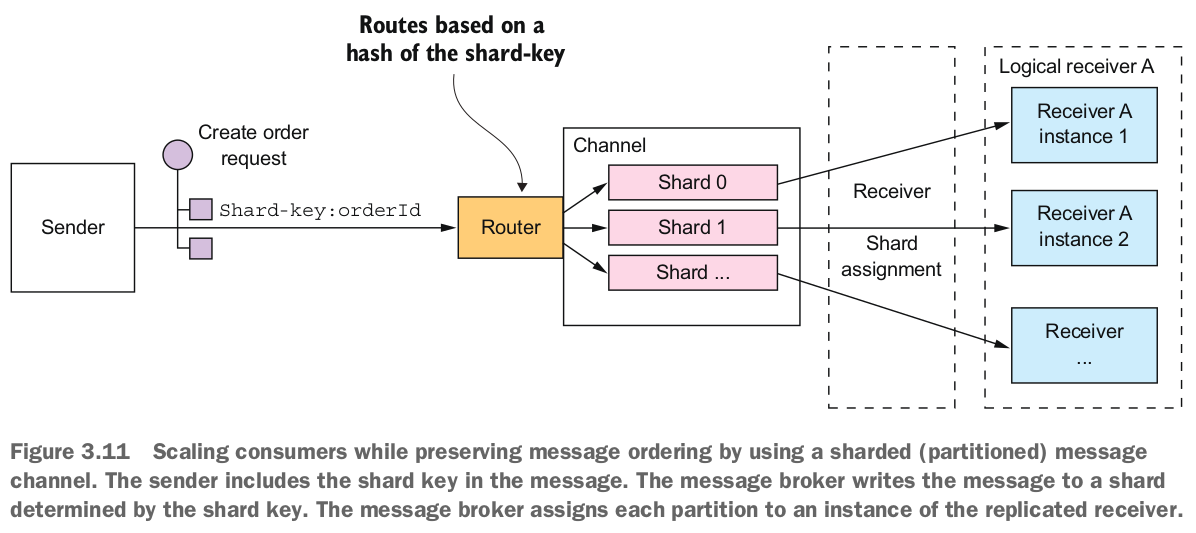 Routes based on a
hash of the shard-key
Create order
request
Sender
Shard-key:orderId
Router
Channel
Shard 0
Shard 1
Shard ...
Receiver
Shard
assignment
Logical receiver A
Receiver A
instance 1
Receiver A
instance 2
Receiver
...
Figure 3.11 Scaling consumers while preserving message ordering by using a sharded (partitioned) message
channel. The sender includes the shard key in the message. The message broker writes the message to a shard
determined by the shard key. The message broker assigns each partition to an instance of the replicated receiver.